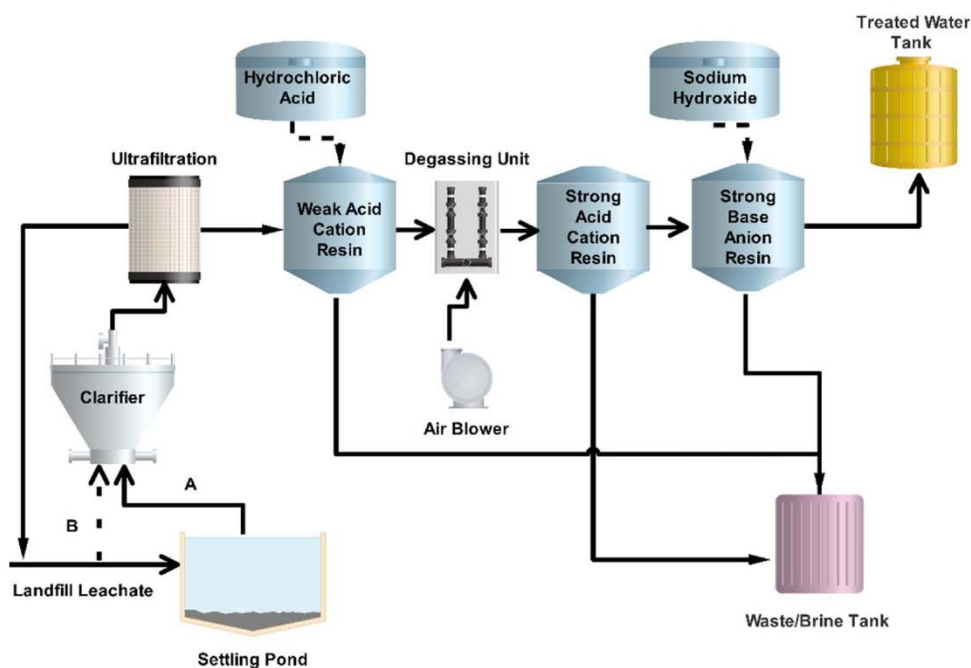 Treated Water
Tank
Hydrochloric
Acid
Sodium
Hydroxide
Ultrafiltration
Degassing Unit
Weak Acid
Cation
Resin
Strong
Acid
Cation
Resin
Strong
Base
Anion
Resin
Clarifier
Air Blower
A
B
Landfill Leachate
Settling Pond
Waste/Brine Tank